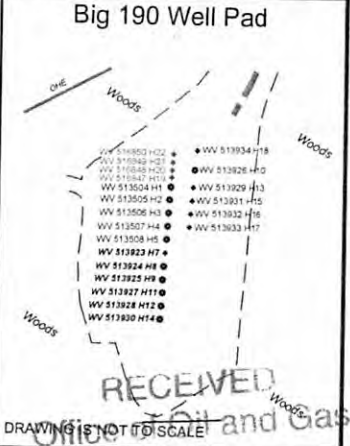 Big 190 Well Pad
OHE
Woods
Woods
WV 516850 H22
WV 516849 H21
WV 516848 H20
WV 516847 H19
WV 513504 H1
WV 513505 H2
WV 513506 H3
WV 513507 H4
WV 513508 H5
WV 513923 H7
WV 513924 H8
WV 513925 H9
WV 513927 H11
WV 513928 H12
WV 513930 H14
WV 513934 H18
WV 513926 H10
WV 513929 H13
WV 513931 H15
WV 513932 H16
WV 513933 H17
Woods
Woods
RECEIVED
DRAWING IS NOT TO SCALE
Office of Oil and Gas